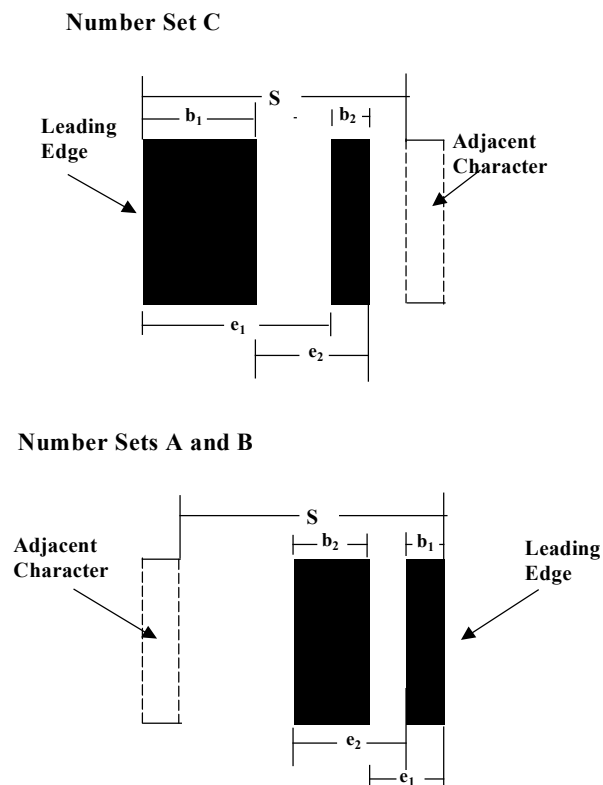 Number Set C
S
b₁ b₂
Leading
Edge
Adjacent
Character
e₁
e₂
Number Sets A and B
S
b₂ b₁
Adjacent
Character
Leading
Edge
e₂
e₁